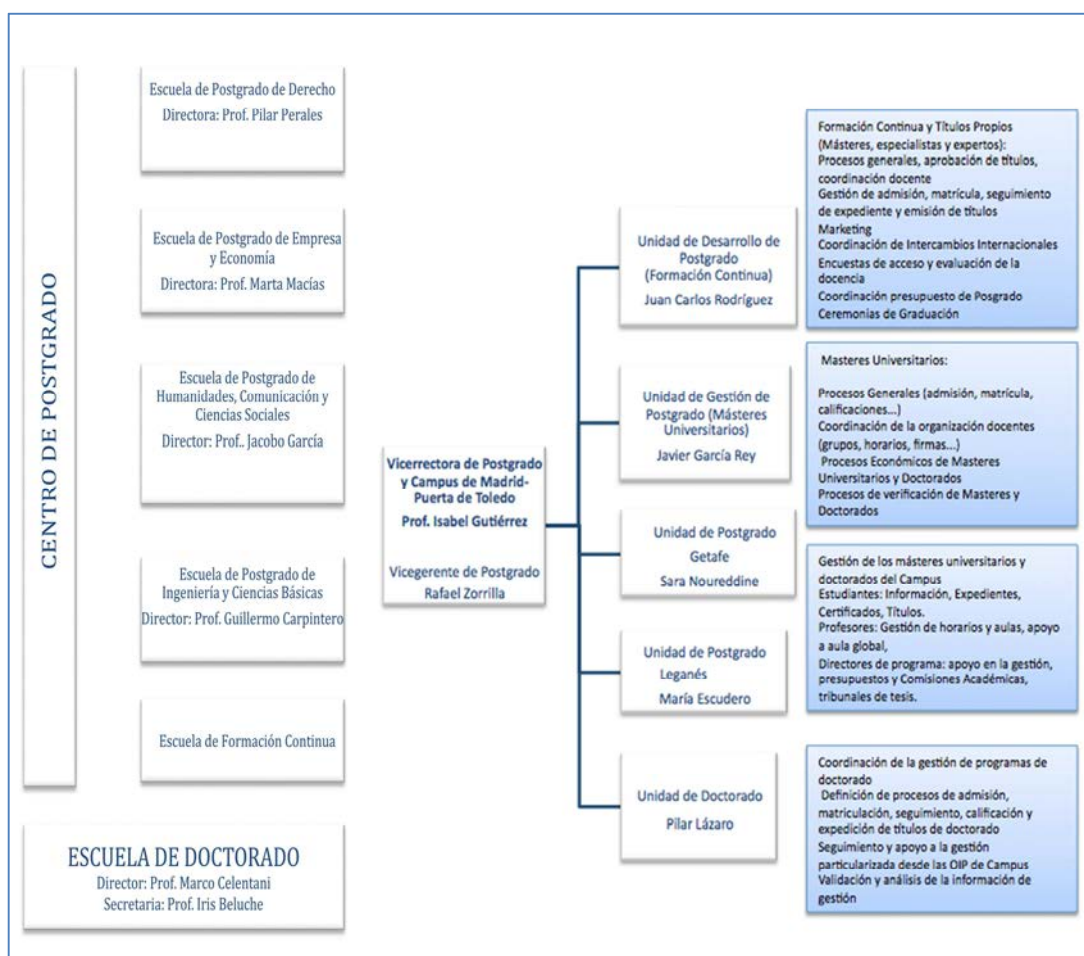 CENTRO DE POSTGRADO
Escuela de Postgrado de Derecho
Directora: Prof. Pilar Perales
Escuela de Postgrado de Empresa
y Economía
Directora: Prof. Marta Macías
Escuela de Postgrado de
Humanidades, Comunicación y
Ciencias Sociales
Director: Prof.. Jacobo García
Escuela de Postgrado de
Ingeniería y Ciencias Básicas
Director: Prof. Guillermo Carpintero
Escuela de Formación Continua
ESCUELA DE DOCTORADO
Director: Prof. Marco Celentani
Secretaria: Prof. Iris Beluche
Vicerrectora de Postgrado
y Campus de Madrid-
Puerta de Toledo
Prof. Isabel Gutiérrez
Vicegerente de Postgrado
Rafael Zorrilla
Unidad de Desarrollo de
Postgrado
(Formación Continua)
Juan Carlos Rodríguez
Unidad de Gestión de
Postgrado (Másteres
Universitarios)
Javier García Rey
Unidad de Postgrado
Getafe
Sara Noureddine
Unidad de Postgrado
Leganés
María Escudero
Unidad de Doctorado
Pilar Lázaro
Formación Continua y Títulos Propios
(Másteres, especialistas y expertos):
Procesos generales, aprobación de títulos,
coordinación docente
Gestión de admisión, matrícula, seguimiento
de expediente y emisión de títulos
Marketing
Coordinación de Intercambios Internacionales
Encuestas de acceso y evaluación de la
docencia
Coordinación presupuesto de Posgrado
Ceremonias de Graduación
Masteres Universitarios:
Procesos Generales (admisión, matrícula,
calificaciones...)
Coordinación de la organización docentes
(grupos, horarios, firmas...)
Procesos Económicos de Masteres
Universitarios y Doctorados
Procesos de verificación de Masteres y
Doctorados
Gestión de los másteres universitarios y
doctorados del Campus
Estudiantes: Información, Expedientes,
Certificados, Títulos.
Profesores: Gestión de horarios y aulas, apoyo
a aula global,
Directores de programa: apoyo en la gestión,
presupuestos y Comisiones Académicas,
tribunales de tesis.
Coordinación de la gestión de programas de
doctorado
Definición de procesos de admisión,
matriculación, seguimiento, calificación y
expedición de títulos de doctorado
Seguimiento y apoyo a la gestión
particularizada desde las OIP de Campus
Validación y análisis de la información de
gestión